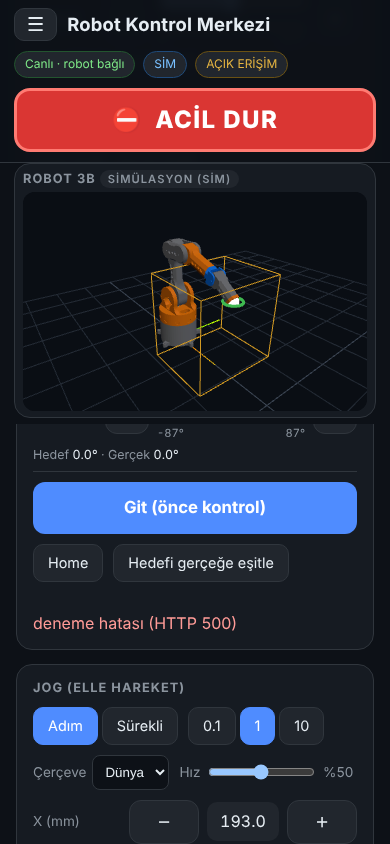 ☰ Robot Kontrol Merkezi
Canlı · robot bağlı SİM AÇIK ERİŞİM
⛔ ACİL DUR
ROBOT 3B SİMÜLASYON (SİM)
-87° 87°
Hedef 0.0° · Gerçek 0.0°
Git (önce kontrol)
Home Hedefi gerçeğe eşitle
deneme hatası (HTTP 500)
JOG (ELLE HAREKET)
Adım Sürekli 0.1 1 10
Çerçeve Dünya Hız %50
X (mm) − 193.0 +